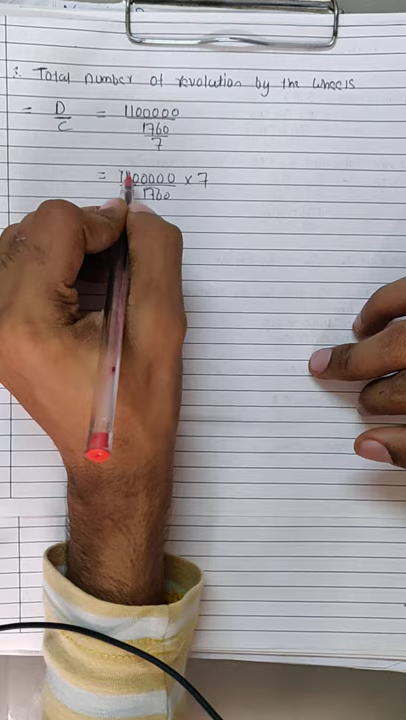 ∴ Total number of revolution by the wheels
= D/C = 1100000/(1760/7)
= 1100000/1760 × 7